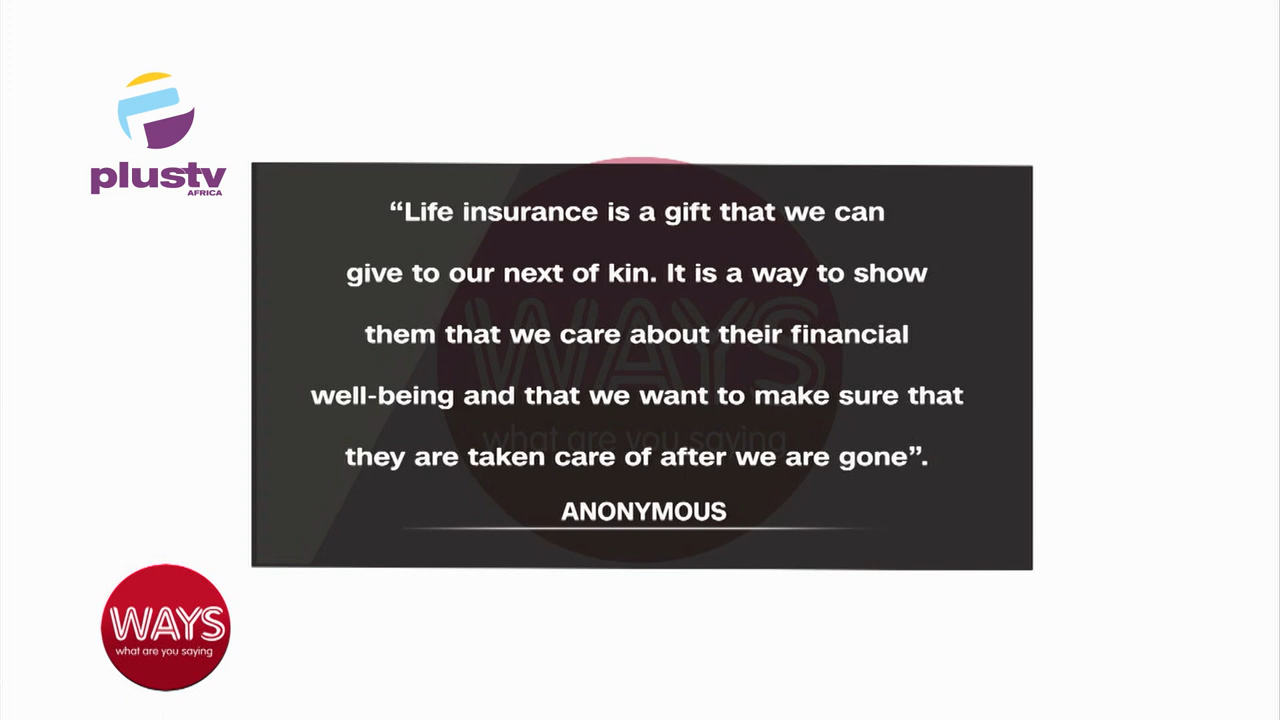 plustv
AFRICA
“Life insurance is a gift that we can
give to our next of kin. It is a way to show
them that we care about their financial
well-being and that we want to make sure that
they are taken care of after we are gone”.
ANONYMOUS
WAYS
what are you saying
WAYS
what are you saying